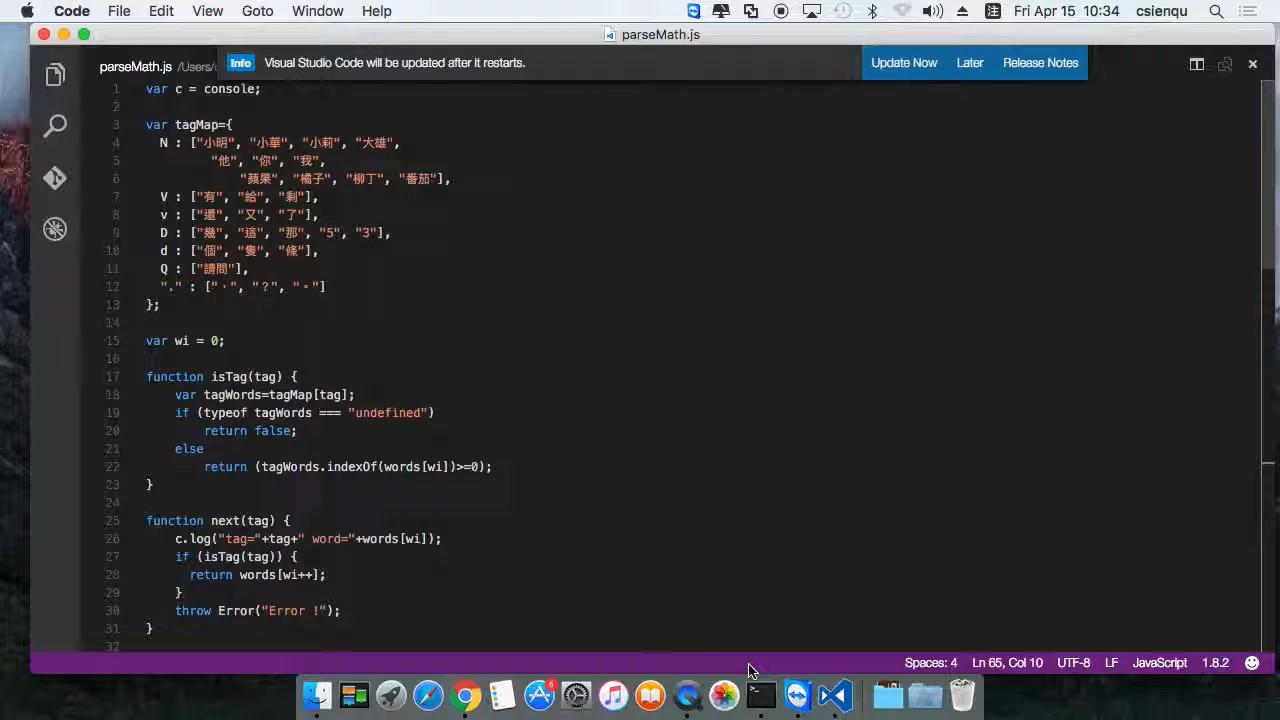 Code File Edit View Goto Window Help 注 Fri Apr 15 10:34 csienqu
parseMath.js
parseMath.js /Users/ Info Visual Studio Code will be updated after it restarts. Update Now Later Release Notes
1 var c = console;
2
3 var tagMap={
4 N : ["小明", "小華", "小莉", "大雄",
5 "他", "你", "我",
6 "蘋果", "橘子", "柳丁", "番茄"],
7 V : ["有", "給", "剩"],
8 v : ["還", "又", "了"],
9 D : ["幾", "這", "那", "5", "3"],
10 d : ["個", "隻", "條"],
11 Q : ["請問"],
12 "." : ["，", "？", "。"]
13 };
14
15 var wi = 0;
16
17 function isTag(tag) {
18 var tagWords=tagMap[tag];
19 if (typeof tagWords === "undefined")
20 return false;
21 else
22 return (tagWords.indexOf(words[wi])>=0);
23 }
24
25 function next(tag) {
26 c.log("tag="+tag+" word="+words[wi]);
27 if (isTag(tag)) {
28 return words[wi++];
29 }
30 throw Error("Error !");
31 }
32
Spaces: 4 Ln 65, Col 10 UTF-8 LF JavaScript 1.8.2
6